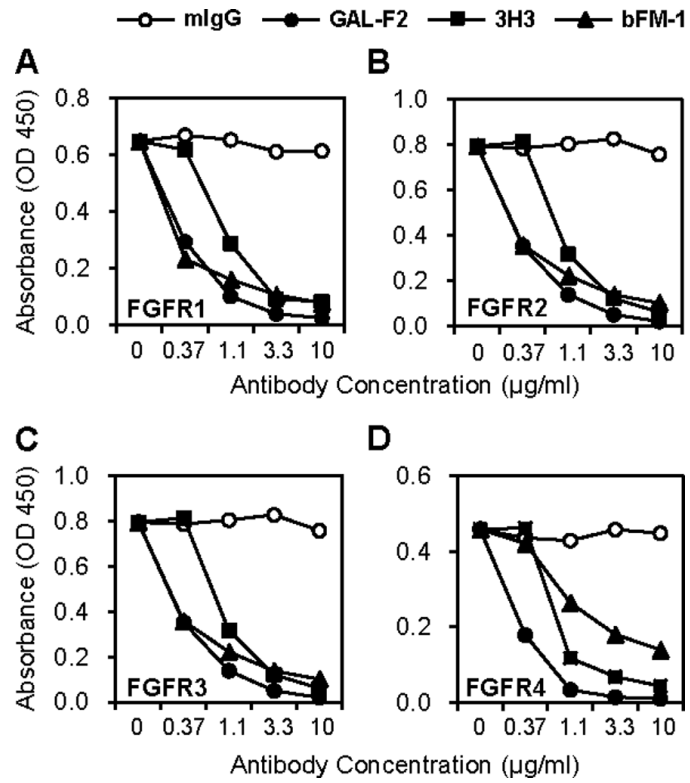 mIgG GAL-F2 3H3 bFM-1
A
B
Absorbance (OD 450)
0.8
0.6
0.4
0.2
0.0
FGFR1
0 0.37 1.1 3.3 10
1.0
0.8
0.6
0.4
0.2
0.0
FGFR2
0 0.37 1.1 3.3 10
Antibody Concentration (µg/ml)
C
D
Absorbance (OD 450)
1.0
0.8
0.6
0.4
0.2
0.0
FGFR3
0 0.37 1.1 3.3 10
0.6
0.4
0.2
0.0
FGFR4
0 0.37 1.1 3.3 10
Antibody Concentration (µg/ml)